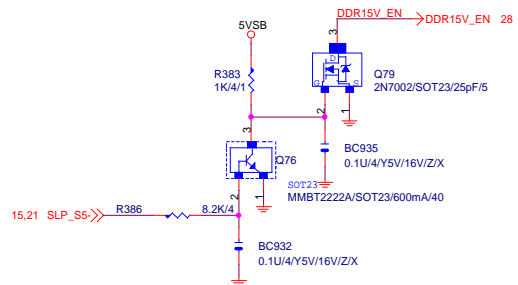 DDR15V_EN
DDR15V_EN 28
3
5VSB
D
G
S
Q79
2N7002/SOT23/25pF/5
R383
1K/4/1
2
1
3
Q76
BC935
0.1U/4/Y5V/16V/Z/X
SOT23
MMBT2222A/SOT23/600mA/40
2
1
15,21 SLP_S5-
R386
8.2K/4
BC932
0.1U/4/Y5V/16V/Z/X